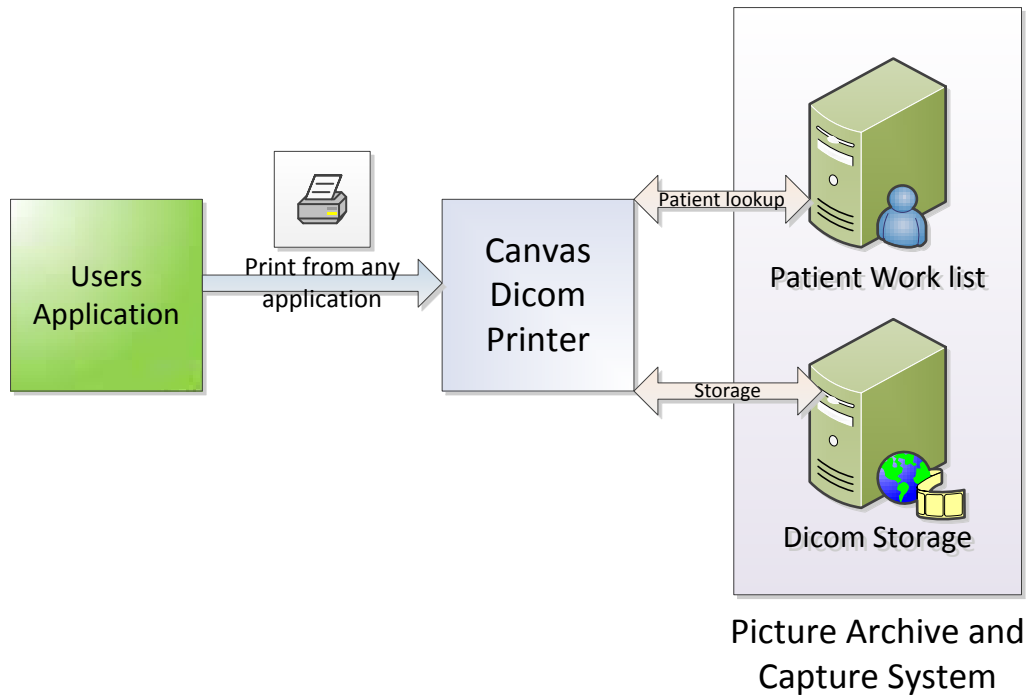 Users
Application
Print from any
application
Canvas
Dicom
Printer
Patient lookup
Patient Work list
Storage
Dicom Storage
Picture Archive and
Capture System